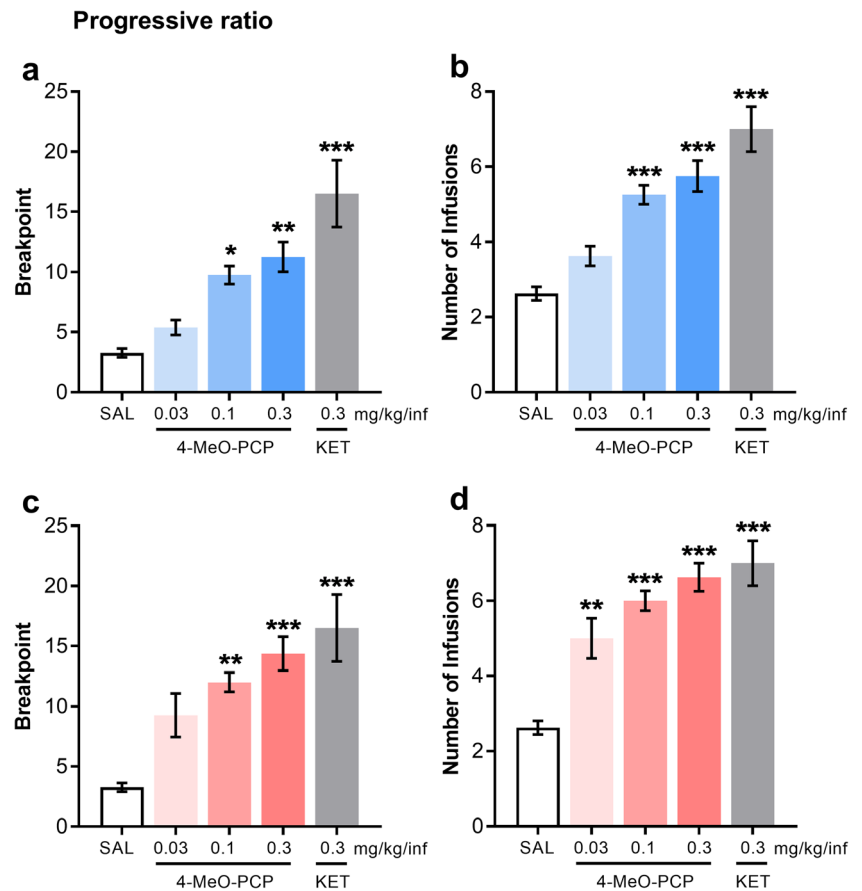 Progressive ratio
a
b
25
20
15
10
5
0
Breakpoint
***
**
*
SAL 0.03 0.1 0.3 0.3 mg/kg/inf
4-MeO-PCP KET
8
6
4
2
0
Number of Infusions
***
***
***
SAL 0.03 0.1 0.3 0.3 mg/kg/inf
4-MeO-PCP KET
c
d
25
20
15
10
5
0
Breakpoint
***
***
**
SAL 0.03 0.1 0.3 0.3 mg/kg/inf
4-MeO-PCP KET
8
6
4
2
0
Number of Infusions
***
***
***
**
SAL 0.03 0.1 0.3 0.3 mg/kg/inf
4-MeO-PCP KET